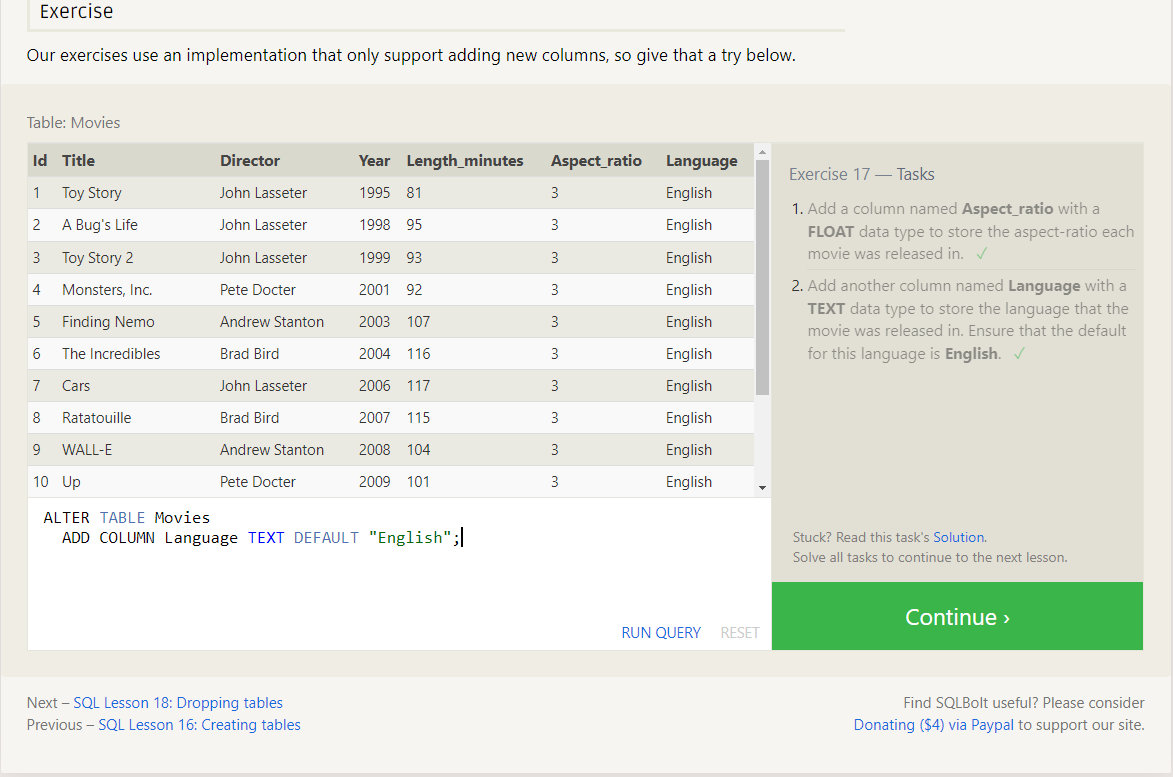 Exercise
Our exercises use an implementation that only support adding new columns, so give that a try below.
Table: Movies
Id Title Director Year Length_minutes Aspect_ratio Language
1 Toy Story John Lasseter 1995 81 3 English
2 A Bug's Life John Lasseter 1998 95 3 English
3 Toy Story 2 John Lasseter 1999 93 3 English
4 Monsters, Inc. Pete Docter 2001 92 3 English
5 Finding Nemo Andrew Stanton 2003 107 3 English
6 The Incredibles Brad Bird 2004 116 3 English
7 Cars John Lasseter 2006 117 3 English
8 Ratatouille Brad Bird 2007 115 3 English
9 WALL-E Andrew Stanton 2008 104 3 English
10 Up Pete Docter 2009 101 3 English
ALTER TABLE Movies
ADD COLUMN Language TEXT DEFAULT "English";
RUN QUERY RESET
Exercise 17 — Tasks
1. Add a column named Aspect_ratio with a
FLOAT data type to store the aspect-ratio each
movie was released in. ✓
2. Add another column named Language with a
TEXT data type to store the language that the
movie was released in. Ensure that the default
for this language is English. ✓
Stuck? Read this task's Solution.
Solve all tasks to continue to the next lesson.
Continue ›
Next – SQL Lesson 18: Dropping tables
Previous – SQL Lesson 16: Creating tables
Find SQLBolt useful? Please consider
Donating ($4) via Paypal to support our site.